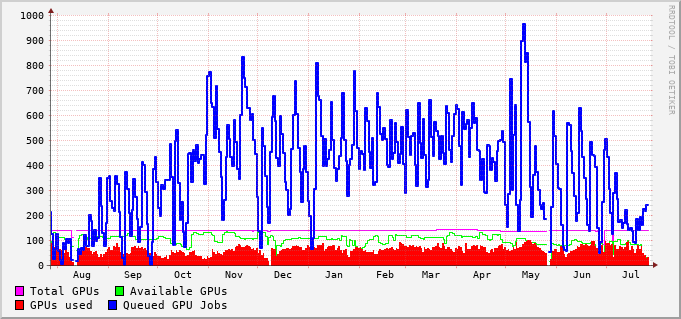 1000
900
800
700
600
500
400
300
200
100
0
Aug Sep Oct Nov Dec Jan Feb Mar Apr May Jun Jul
RRDTOOL / TOBI OETIKER
Total GPUs Available GPUs
GPUs used Queued GPU Jobs